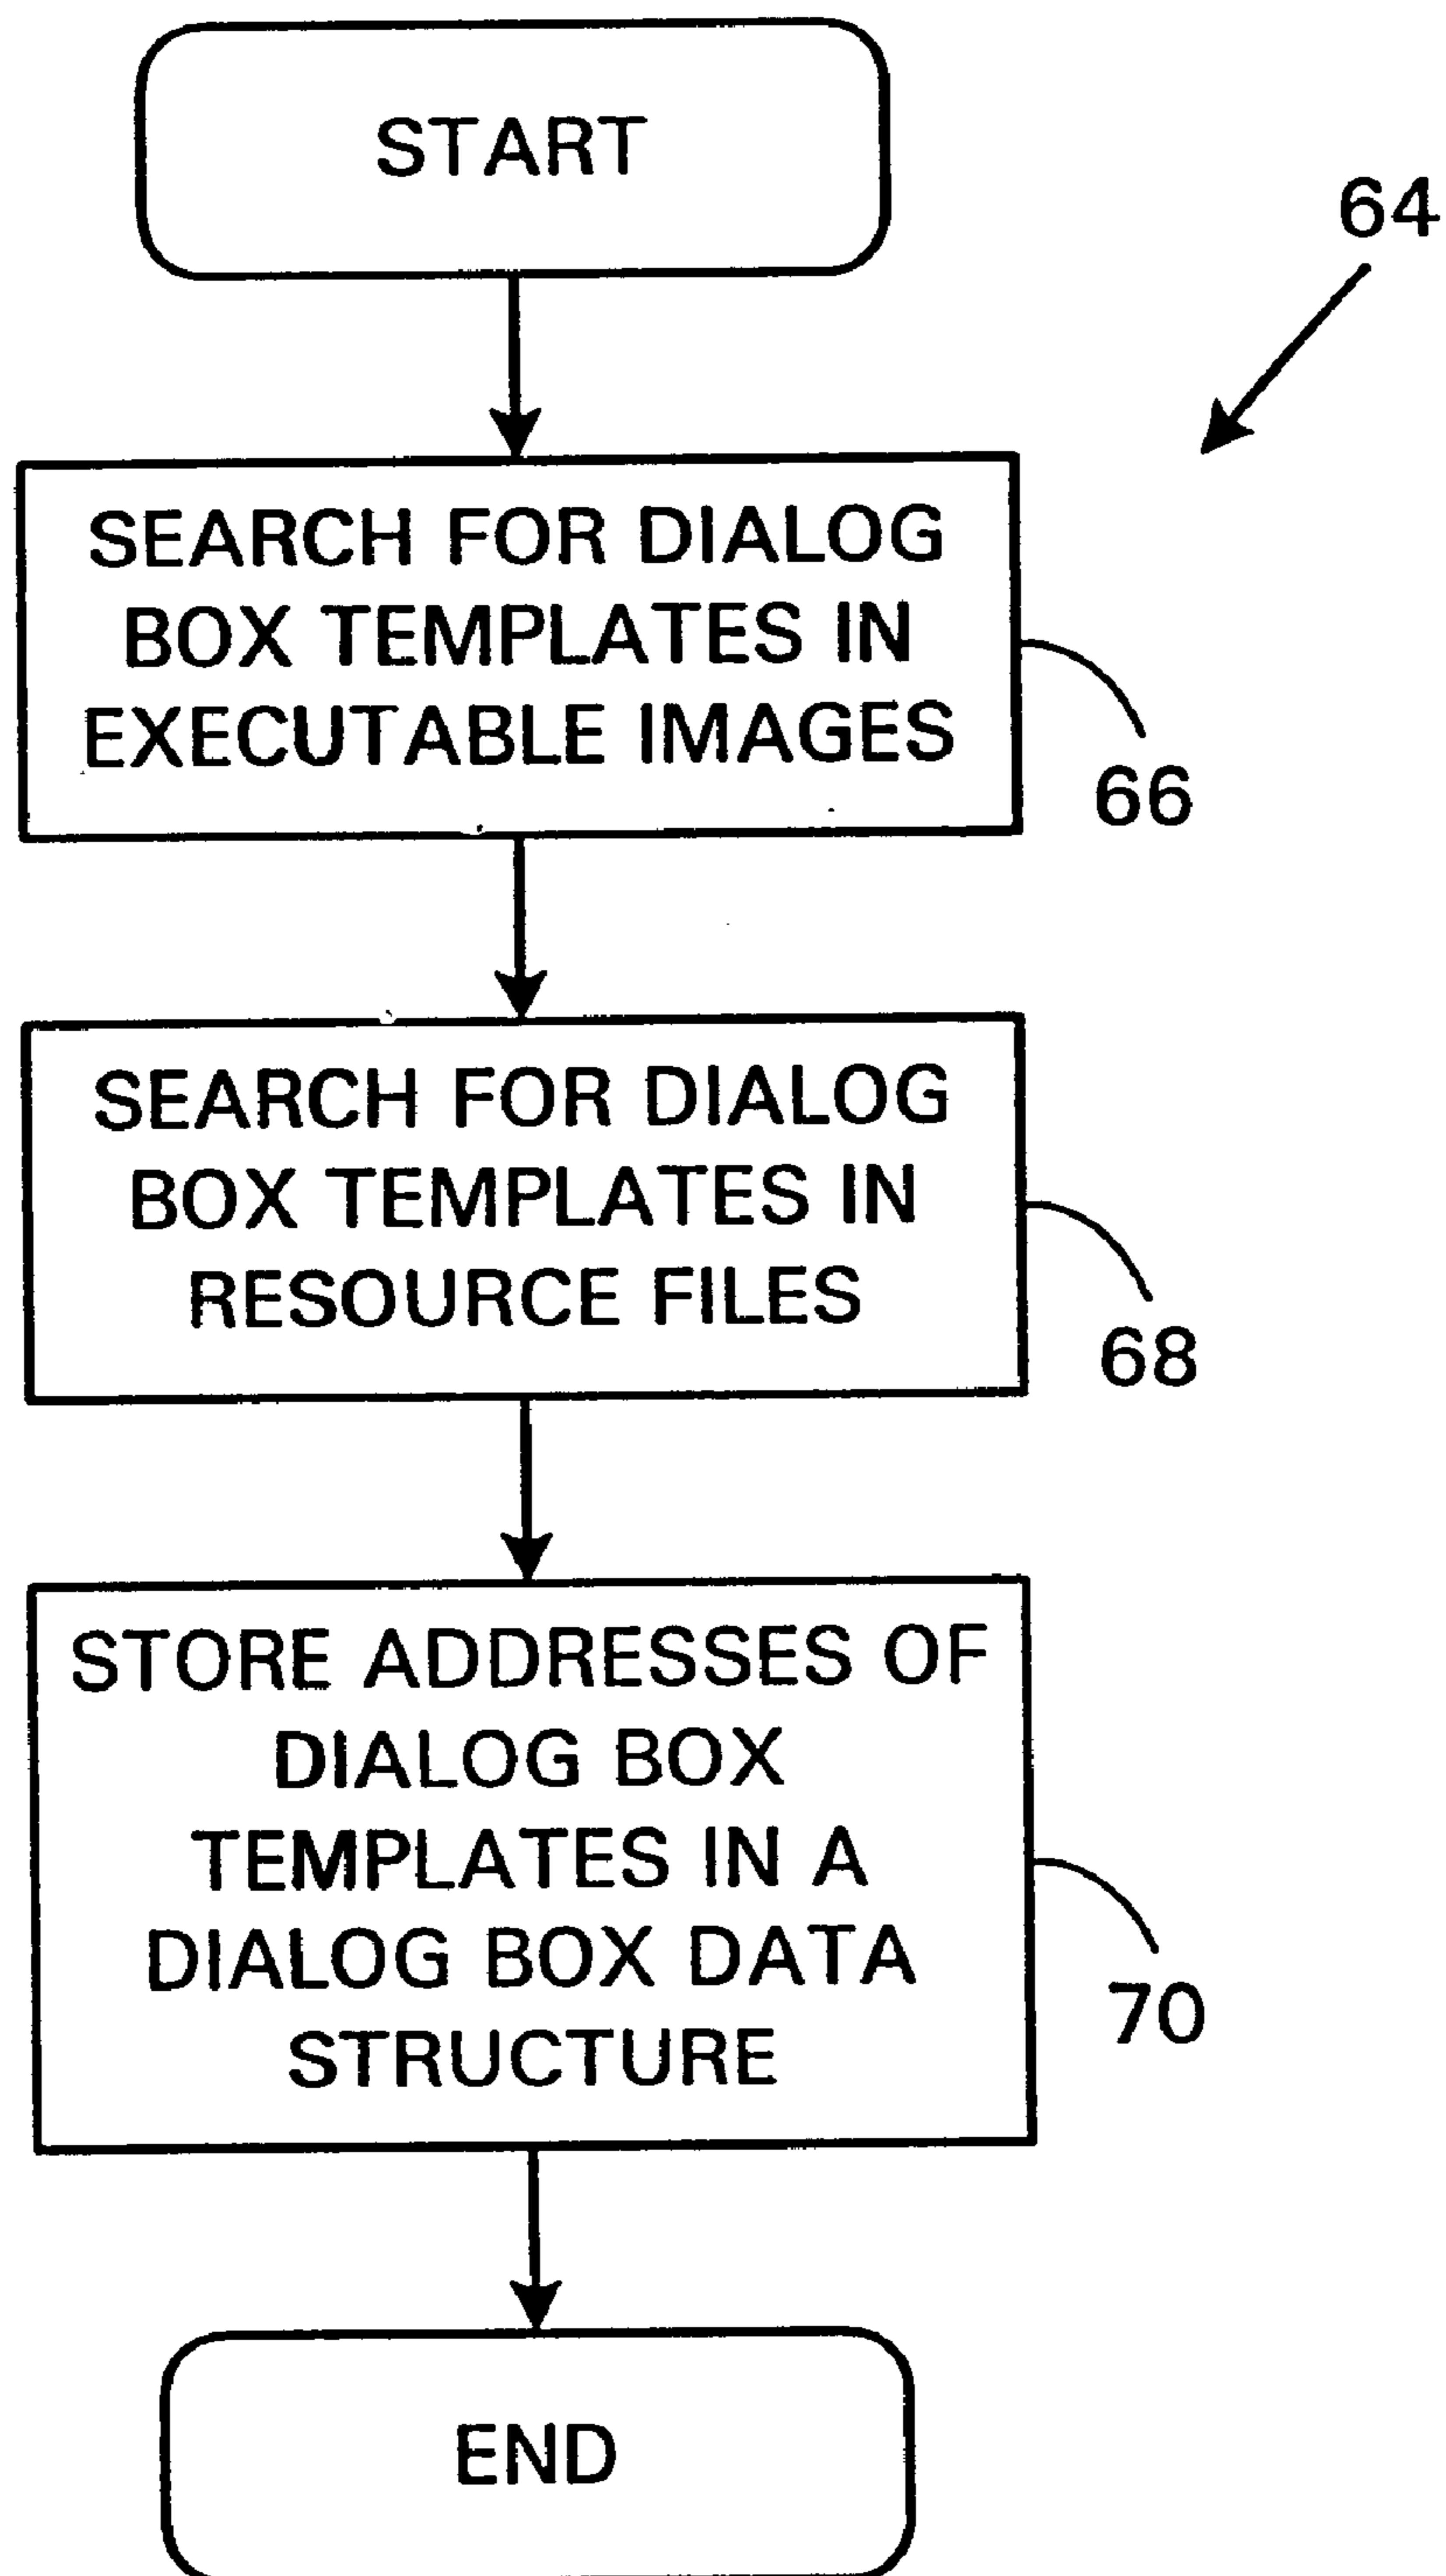 START
64
SEARCH FOR DIALOG
BOX TEMPLATES IN
EXECUTABLE IMAGES
66
SEARCH FOR DIALOG
BOX TEMPLATES IN
RESOURCE FILES
68
STORE ADDRESSES OF
DIALOG BOX
TEMPLATES IN A
DIALOG BOX DATA
STRUCTURE
70
END